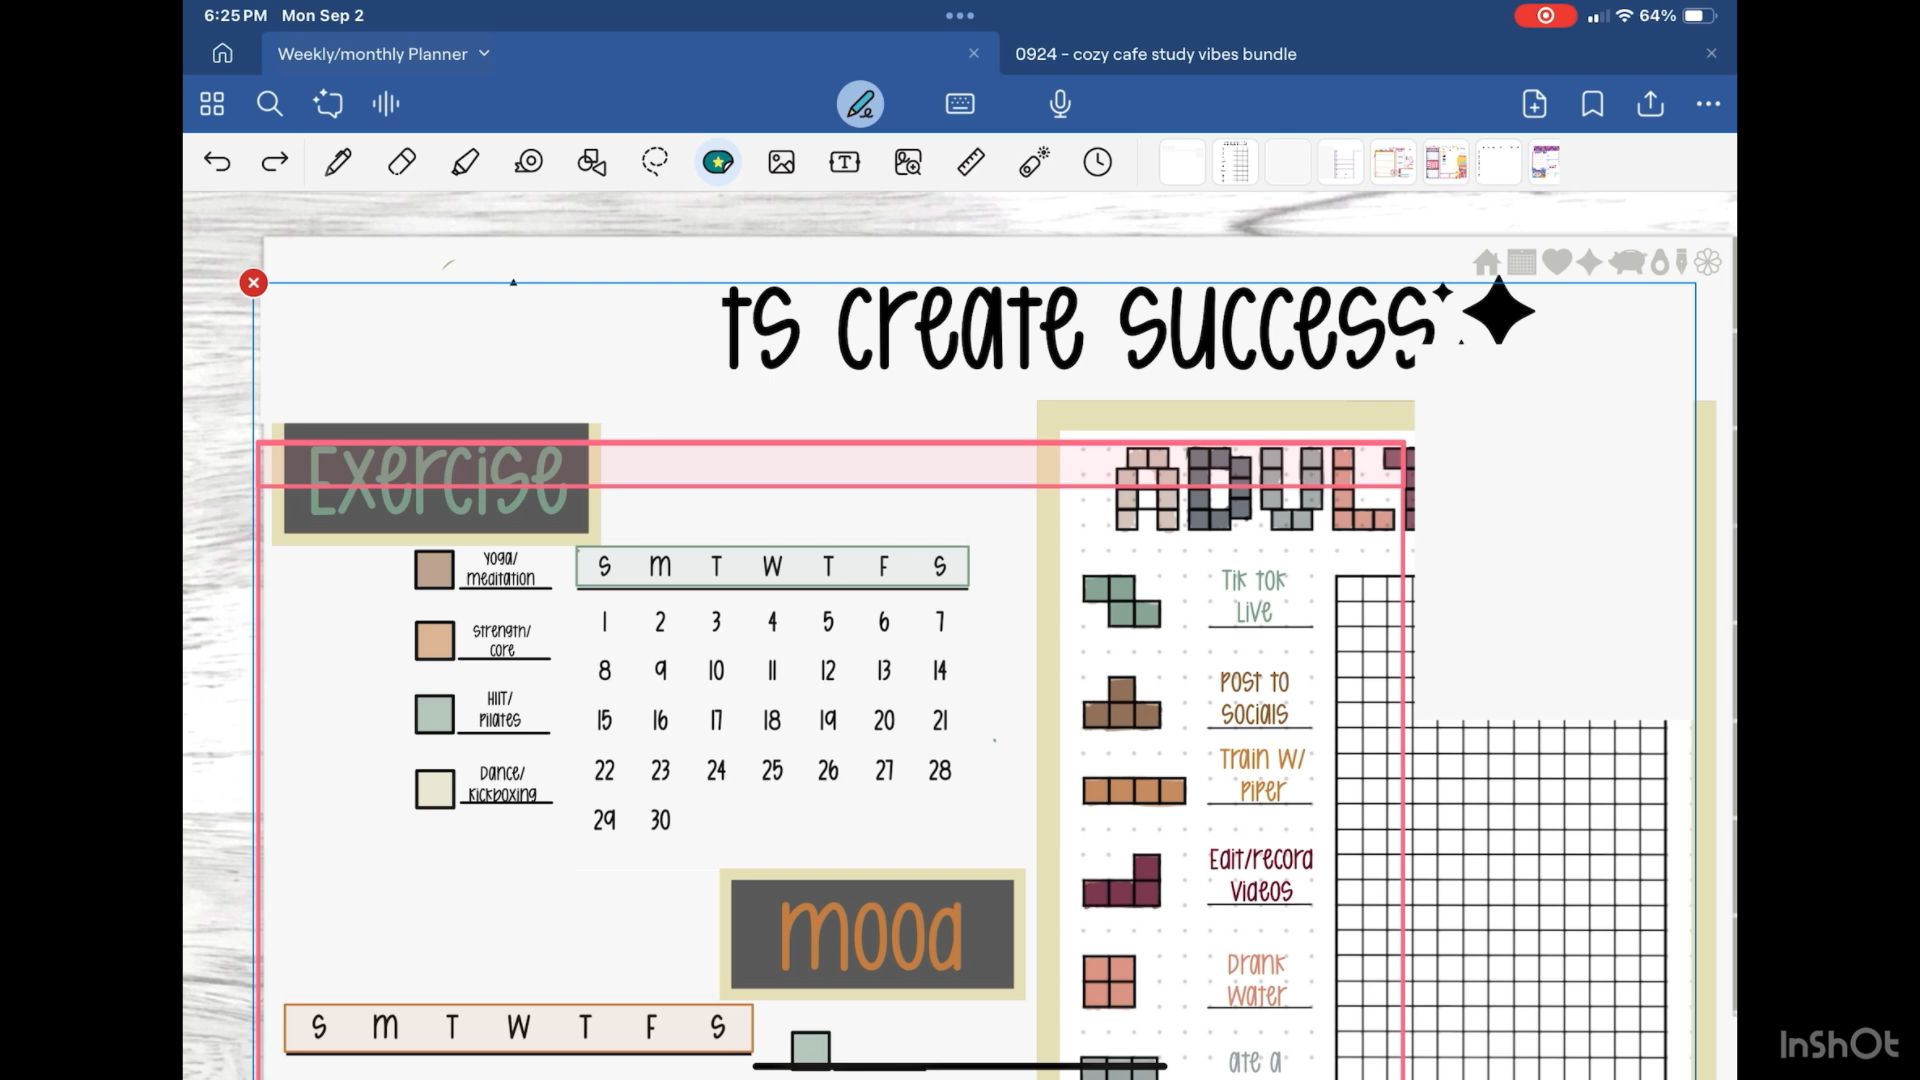 6:25 PM Mon Sep 2
64%
Weekly/monthly Planner
0924 - cozy cafe study vibes bundle
ts create success
Exercise
ADUL
Yoga/
meditation
Strength/
core
HIIT/
Pilates
Dance/
kickboxing
S M T W T F S
1 2 3 4 5 6 7
8 9 10 11 12 13 14
15 16 17 18 19 20 21
22 23 24 25 26 27 28
29 30
Tik Tok
Live
Post to
socials
Train w/
Piper
Edit/record
videos
Drank
water
ate a
mood
S M T W T F S
InShOt